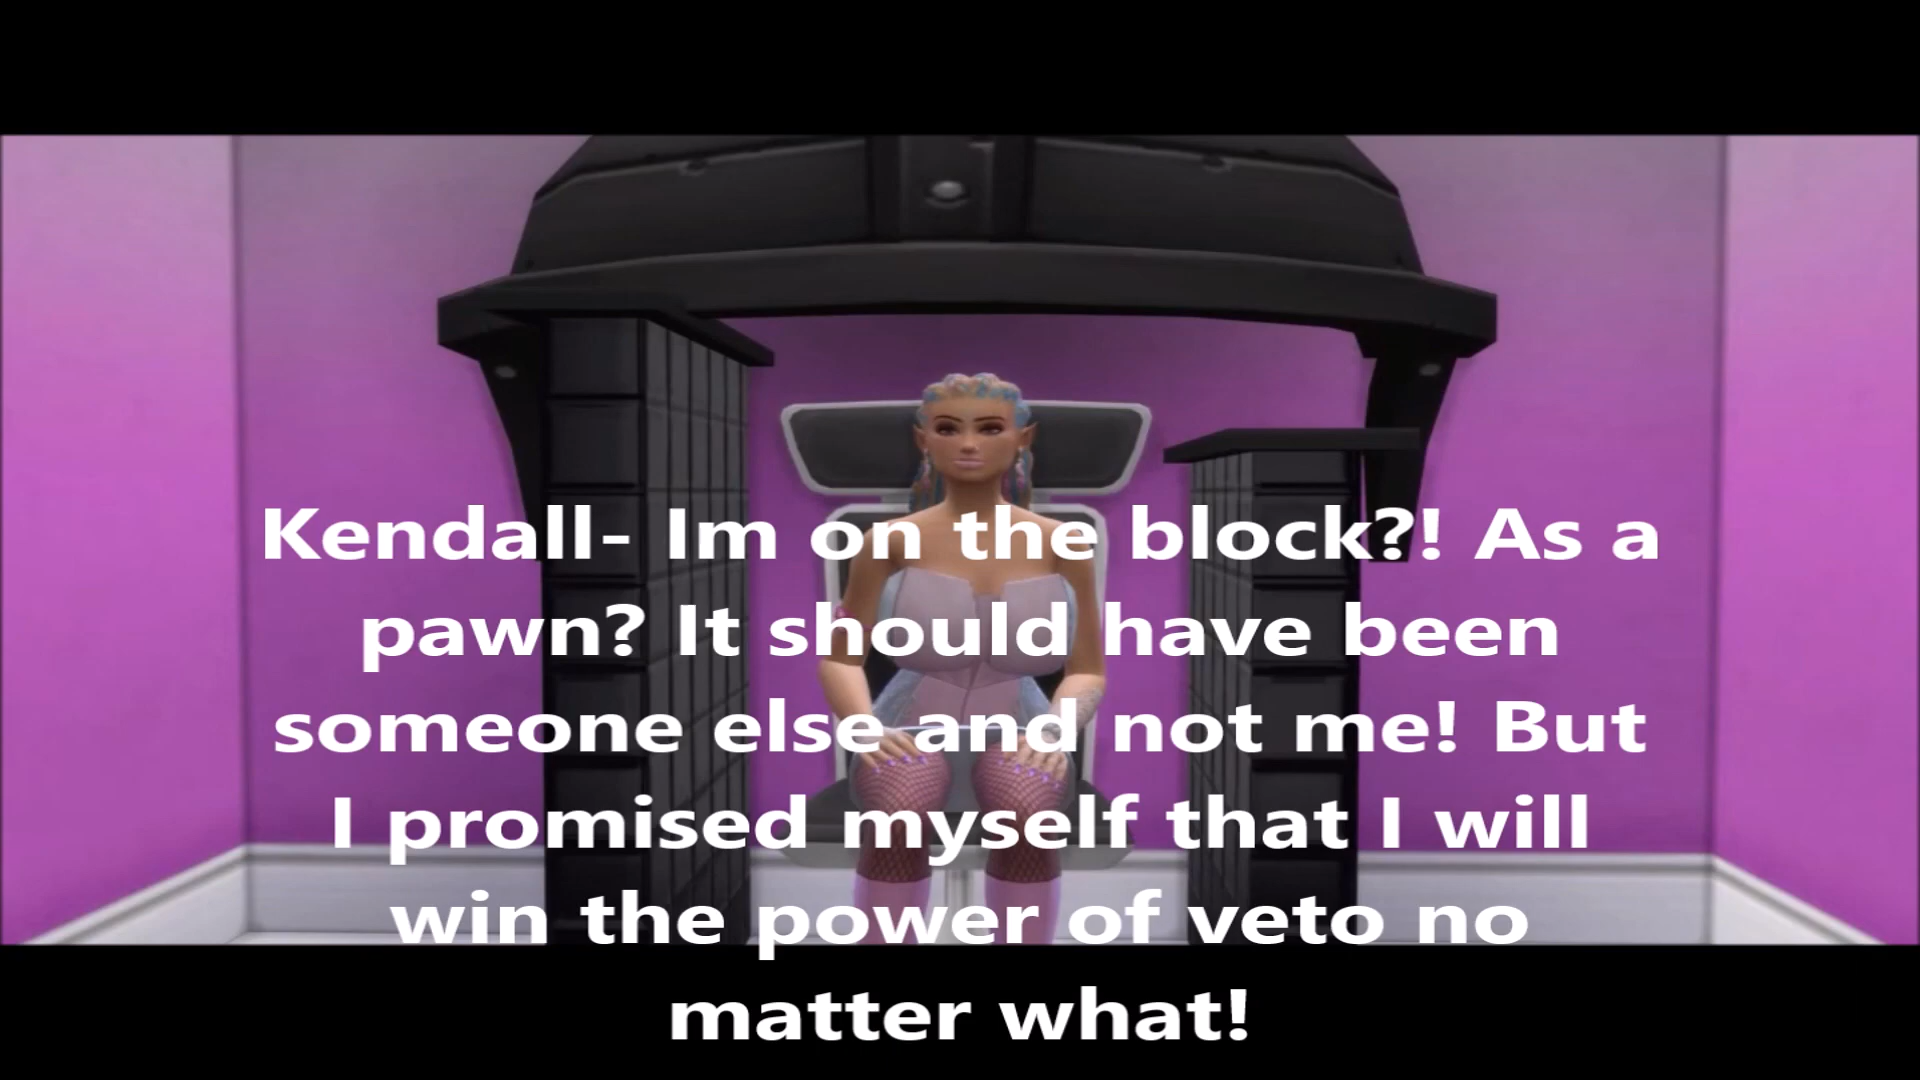 Kendall- Im on the block?! As a
pawn? It should have been
someone else and not me! But
I promised myself that I will
win the power of veto no
matter what!